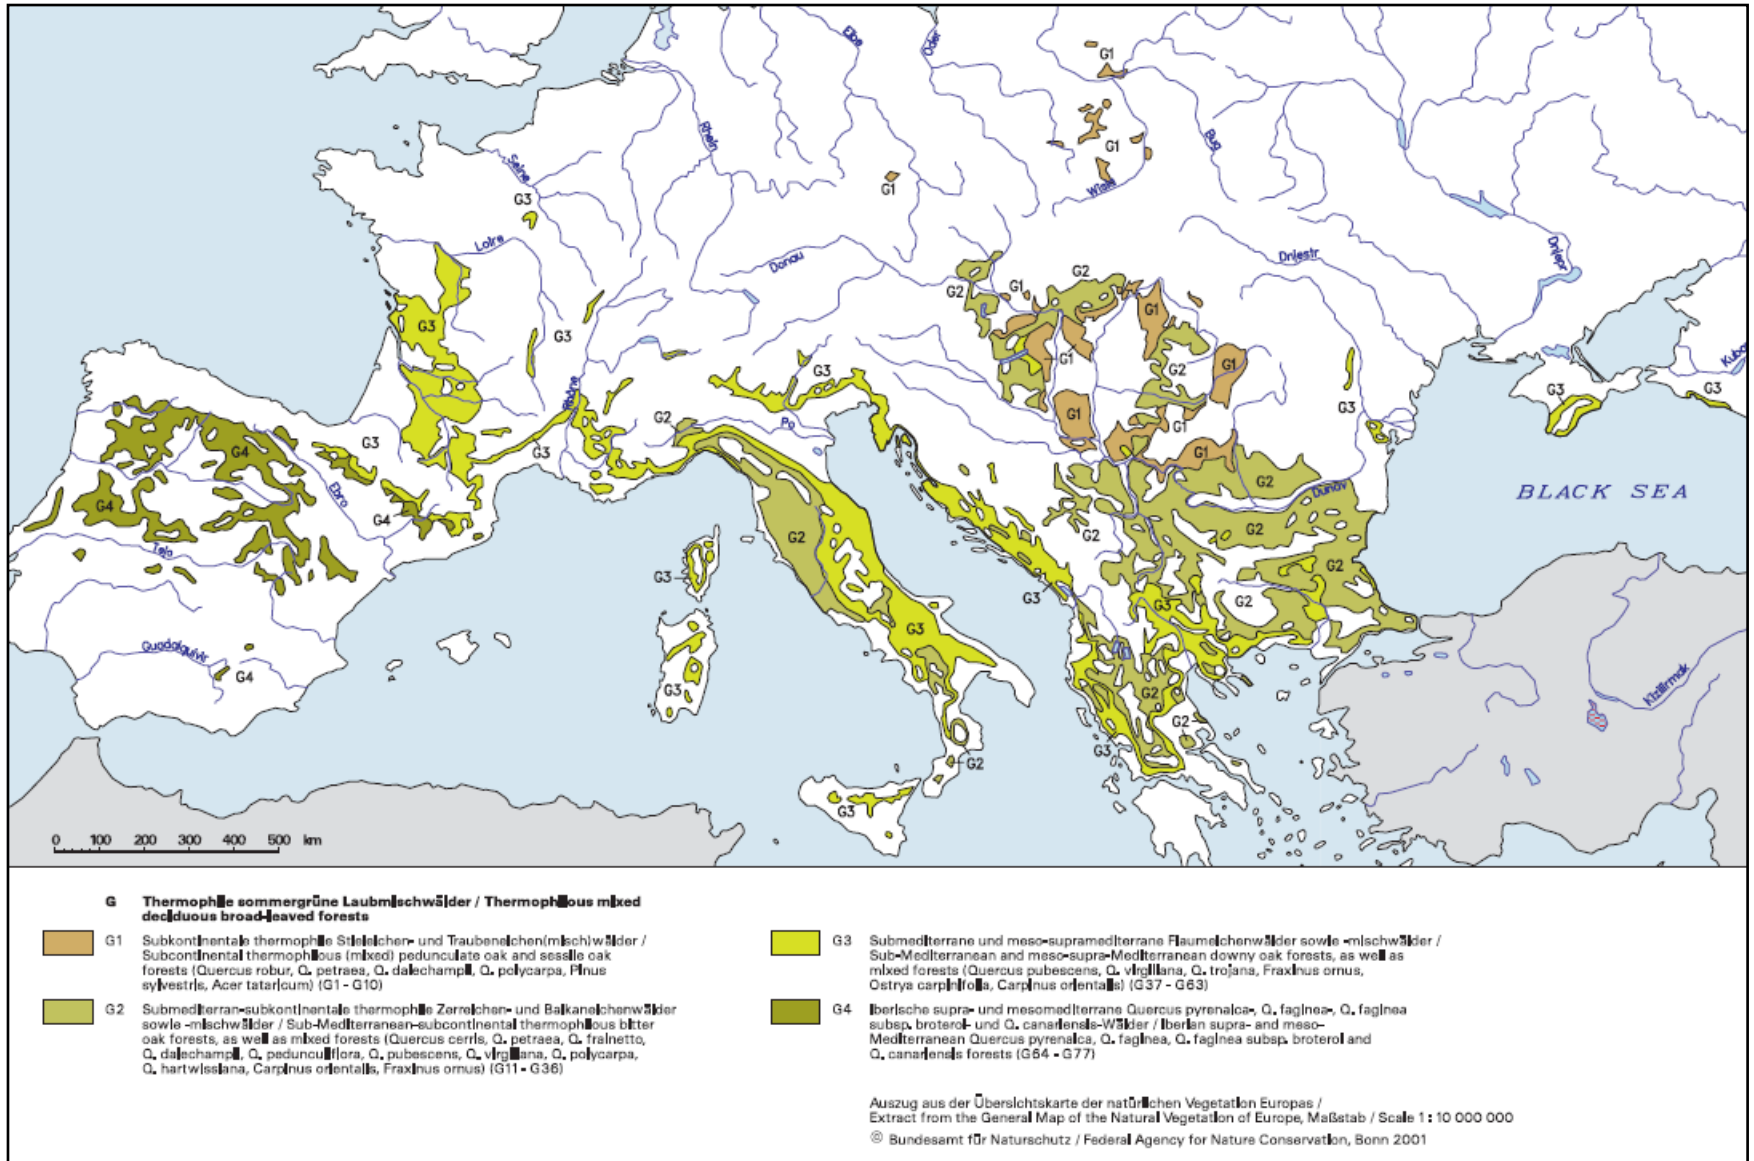 Elbe
Oder
G1
Rhein
G1
Bug
Seine
G1
Wisła
G3
Loire
Donau
Dnjestr
Dnjepr
G2
G1
G2
G3
G3
G1
G1
G2
G1
Kuban
G3
G3
G3
G3
Rhône
G2
Po
G1
G1
G1
G3
G3
G4
Ebro
G2
Dunav
BLACK SEA
G4
G4
G2
G2
G2
Tejo
G3
G2
G3
G3
G2
G3
Guadalquivir
G4
G3
G2
G2
Kizilirmak
G3
G2
G3
0 100 200 300 400 500 km
G Thermophile sommergrüne Laubmischwälder / Thermophilous mixed
deciduous broad-leaved forests
G1 Subkontinentale thermophile Stieleichen- und Traubeneichen(misch)wälder /
Subcontinental thermophilous (mixed) pedunculate oak and sessile oak
forests (Quercus robur, Q. petraea, Q. dalechampii, Q. polycarpa, Pinus
sylvestris, Acer tataricum) (G1 - G10)
G2 Submediterran-subkontinentale thermophile Zerreichen- und Balkaneichenwälder
sowie -mischwälder / Sub-Mediterranean-subcontinental thermophilous bitter
oak forests, as well as mixed forests (Quercus cerris, Q. petraea, Q. frainetto,
Q. dalechampii, Q. pedunculiflora, Q. pubescens, Q. virgiliana, Q. polycarpa,
Q. hartwissiana, Carpinus orientalis, Fraxinus ornus) (G11 - G36)
G3 Submediterrane und meso-supramediterrane Flaumeichenwälder sowie -mischwälder /
Sub-Mediterranean and meso-supra-Mediterranean downy oak forests, as well as
mixed forests (Quercus pubescens, Q. virgiliana, Q. trojana, Fraxinus ornus,
Ostrya carpinifolia, Carpinus orientalis) (G37 - G63)
G4 Iberische supra- und mesomediterrane Quercus pyrenaica-, Q. faginea-, Q. faginea
subsp. broteroi- und Q. canariensis-Wälder / Iberian supra- and meso-
Mediterranean Quercus pyrenaica, Q. faginea, Q. faginea subsp. broteroi and
Q. canariensis forests (G64 - G77)
Auszug aus der Übersichtskarte der natürlichen Vegetation Europas /
Extract from the General Map of the Natural Vegetation of Europe, Maßstab / Scale 1 : 10 000 000
© Bundesamt für Naturschutz / Federal Agency for Nature Conservation, Bonn 2001